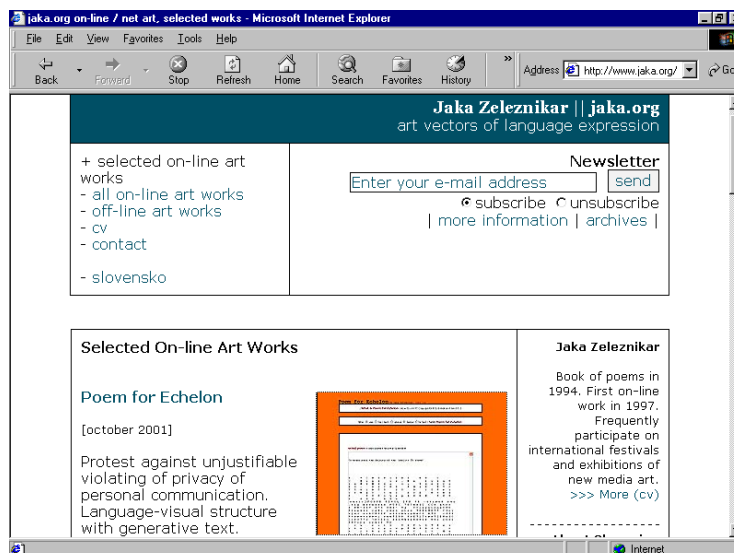 jaka.org on-line / net art, selected works - Microsoft Internet Explorer
File Edit View Favorites Tools Help
Back Forward Stop Refresh Home Search Favorites History » Address http://www.jaka.org/ Go
Jaka Zeleznikar || jaka.org
art vectors of language expression
+ selected on-line art
works
- all on-line art works
- off-line art works
- cv
- contact
- slovensko
Newsletter
Enter your e-mail address send
subscribe unsubscribe
| more information | archives |
Selected On-line Art Works
Poem for Echelon
[october 2001]
Protest against unjustifiable
violating of privacy of
personal communication.
Language-visual structure
with generative text.
Poem for Echelon
Jaka Zeleznikar
Book of poems in
1994. First on-line
work in 1997.
Frequently
participate on
international festivals
and exhibitions of
new media art.
>>> More (cv)
Internet